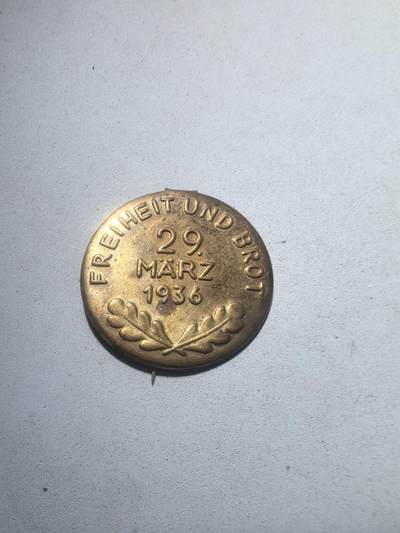 FREIHEIT UND BROT
29.
MÄRZ
1936